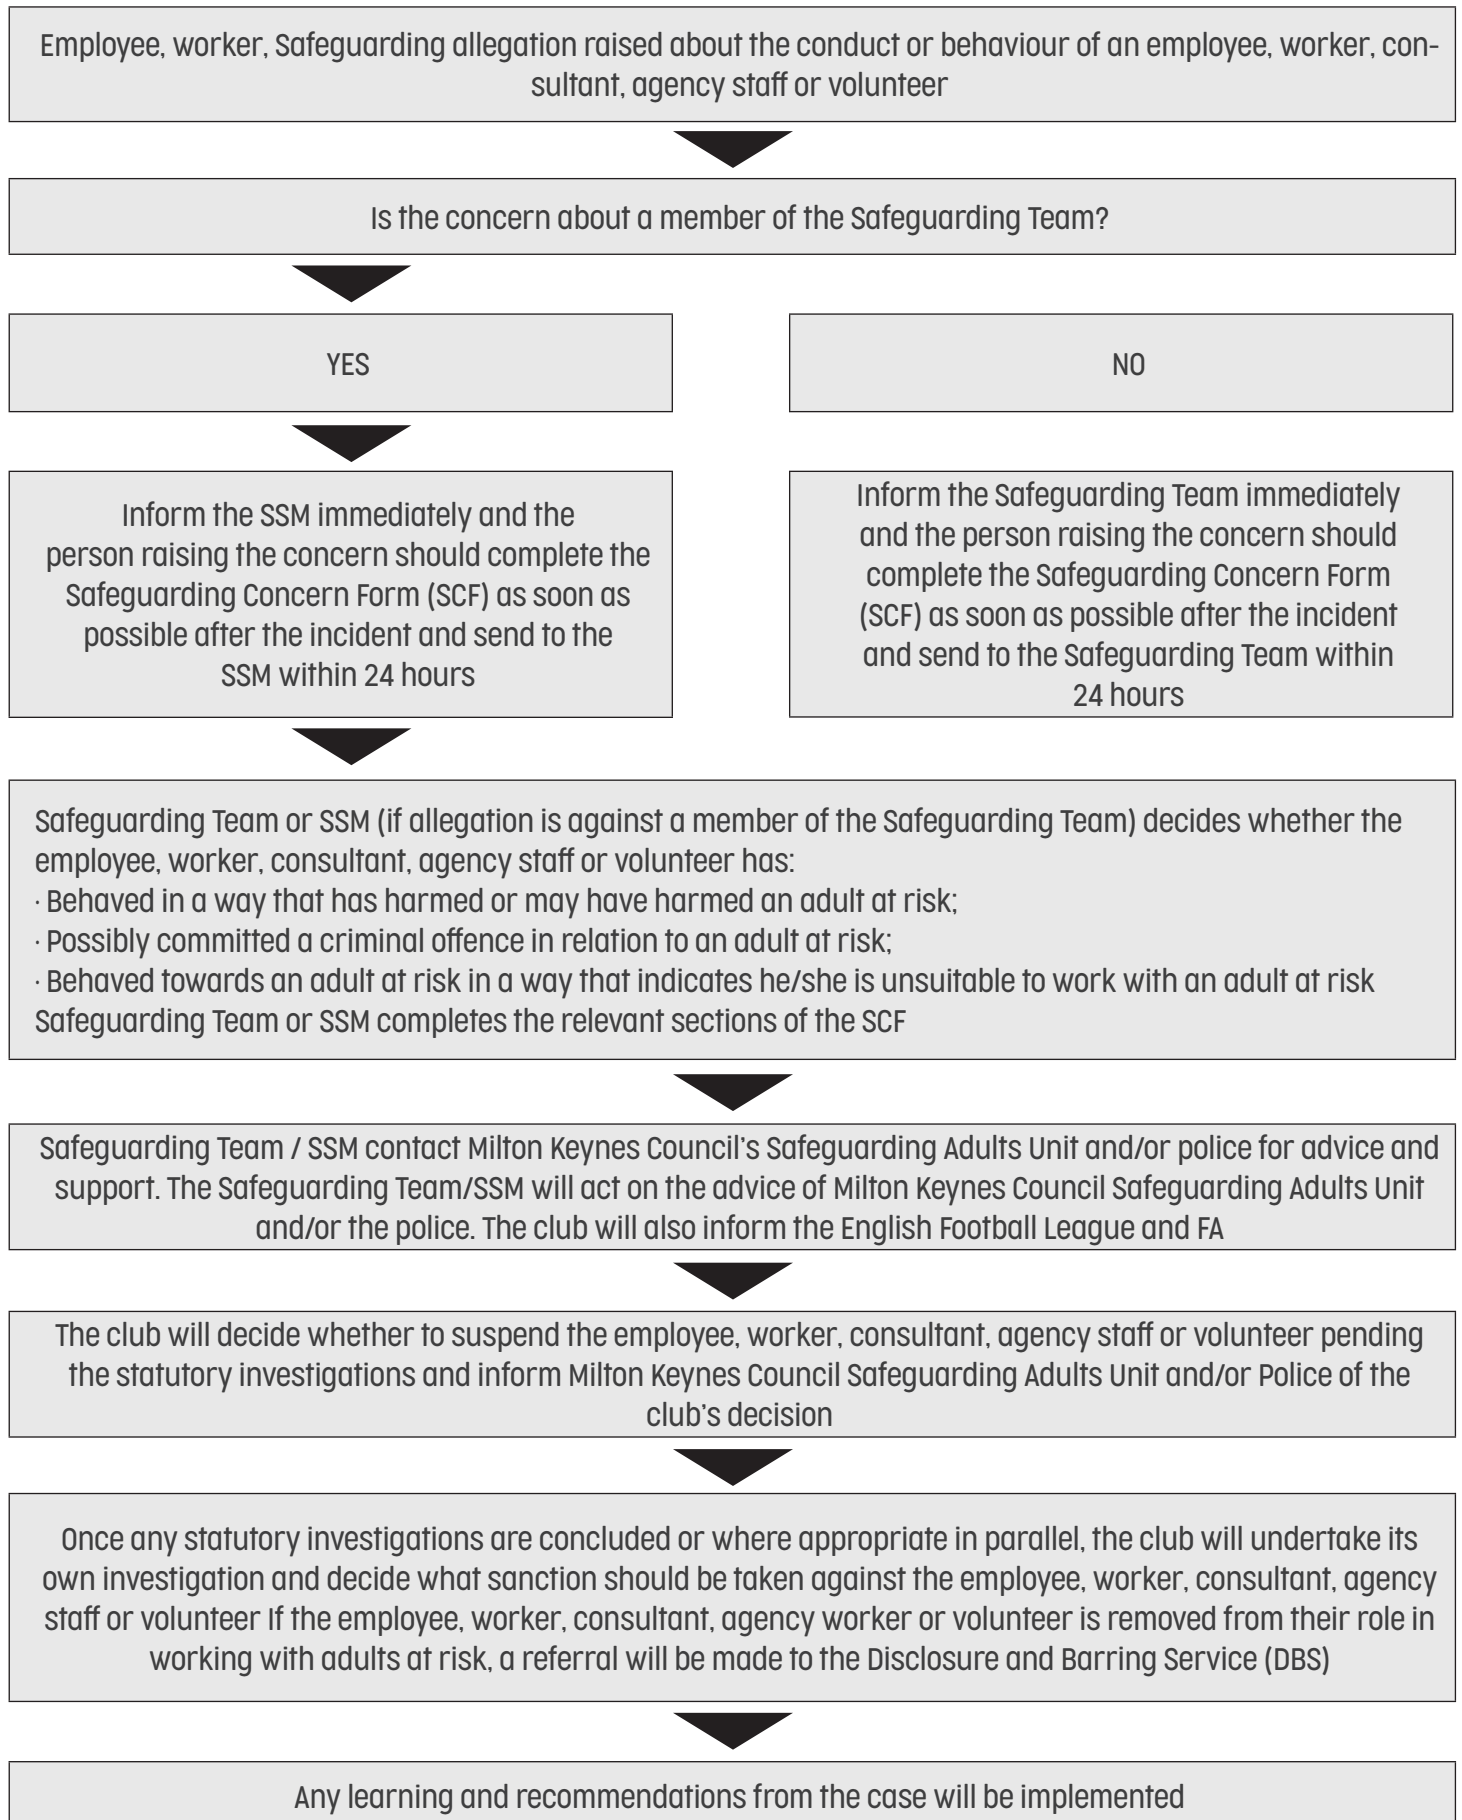 Employee, worker, Safeguarding allegation raised about the conduct or behaviour of an employee, worker, con-
sultant, agency staff or volunteer
Is the concern about a member of the Safeguarding Team?
YES
NO
Inform the SSM immediately and the
person raising the concern should complete the
Safeguarding Concern Form (SCF) as soon as
possible after the incident and send to the
SSM within 24 hours
Inform the Safeguarding Team immediately
and the person raising the concern should
complete the Safeguarding Concern Form
(SCF) as soon as possible after the incident
and send to the Safeguarding Team within
24 hours
Safeguarding Team or SSM (if allegation is against a member of the Safeguarding Team) decides whether the
employee, worker, consultant, agency staff or volunteer has:
· Behaved in a way that has harmed or may have harmed an adult at risk;
· Possibly committed a criminal offence in relation to an adult at risk;
· Behaved towards an adult at risk in a way that indicates he/she is unsuitable to work with an adult at risk
Safeguarding Team or SSM completes the relevant sections of the SCF
Safeguarding Team / SSM contact Milton Keynes Council's Safeguarding Adults Unit and/or police for advice and
support. The Safeguarding Team/SSM will act on the advice of Milton Keynes Council Safeguarding Adults Unit
and/or the police. The club will also inform the English Football League and FA
The club will decide whether to suspend the employee, worker, consultant, agency staff or volunteer pending
the statutory investigations and inform Milton Keynes Council Safeguarding Adults Unit and/or Police of the
club's decision
Once any statutory investigations are concluded or where appropriate in parallel, the club will undertake its
own investigation and decide what sanction should be taken against the employee, worker, consultant, agency
staff or volunteer If the employee, worker, consultant, agency worker or volunteer is removed from their role in
working with adults at risk, a referral will be made to the Disclosure and Barring Service (DBS)
Any learning and recommendations from the case will be implemented